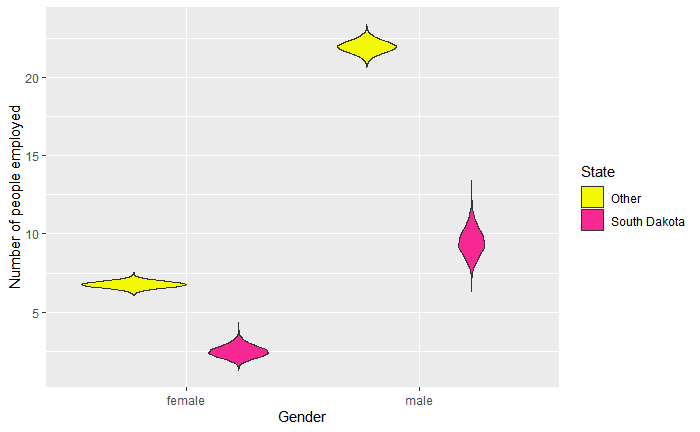 Number of people employed
20
15
10
5
female
male
Gender
State
Other
South Dakota